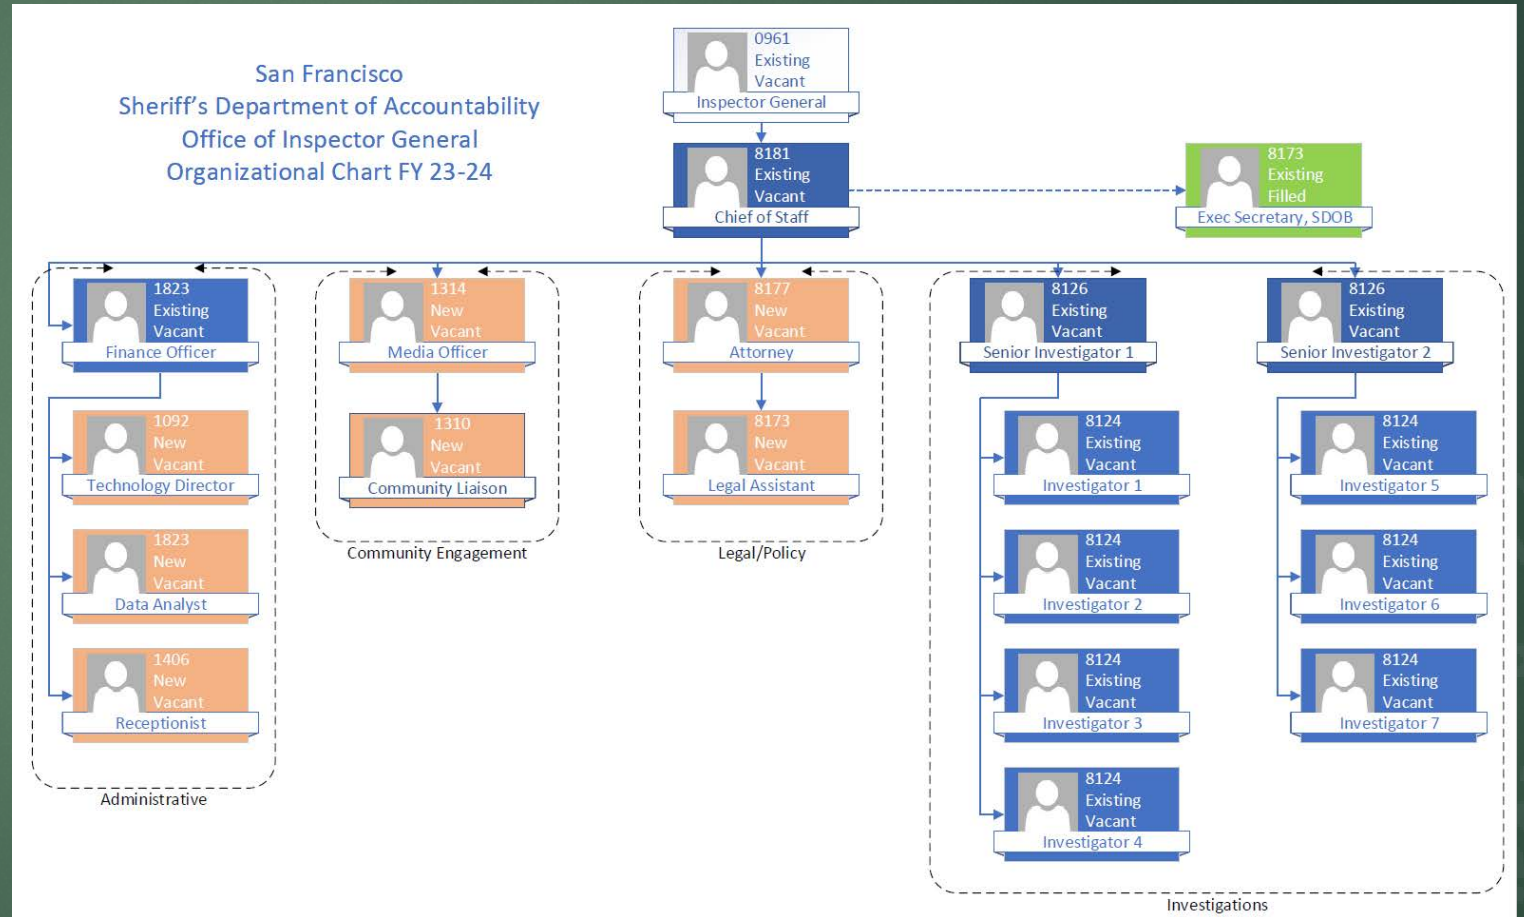 San Francisco
Sheriff's Department of Accountability
Office of Inspector General
Organizational Chart FY 23-24
0961
Existing
Vacant
Inspector General
8181
Existing
Vacant
Chief of Staff
8173
Existing
Filled
Exec Secretary, SDOB
1823
Existing
Vacant
Finance Officer
1092
New
Vacant
Technology Director
1823
New
Vacant
Data Analyst
1406
New
Vacant
Receptionist
Administrative
1314
New
Vacant
Media Officer
1310
New
Vacant
Community Liaison
Community Engagement
8177
New
Vacant
Attorney
8173
New
Vacant
Legal Assistant
Legal/Policy
8126
Existing
Vacant
Senior Investigator 1
8124
Existing
Vacant
Investigator 1
8124
Existing
Vacant
Investigator 2
8124
Existing
Vacant
Investigator 3
8124
Existing
Vacant
Investigator 4
8126
Existing
Vacant
Senior Investigator 2
8124
Existing
Vacant
Investigator 5
8124
Existing
Vacant
Investigator 6
8124
Existing
Vacant
Investigator 7
Investigations